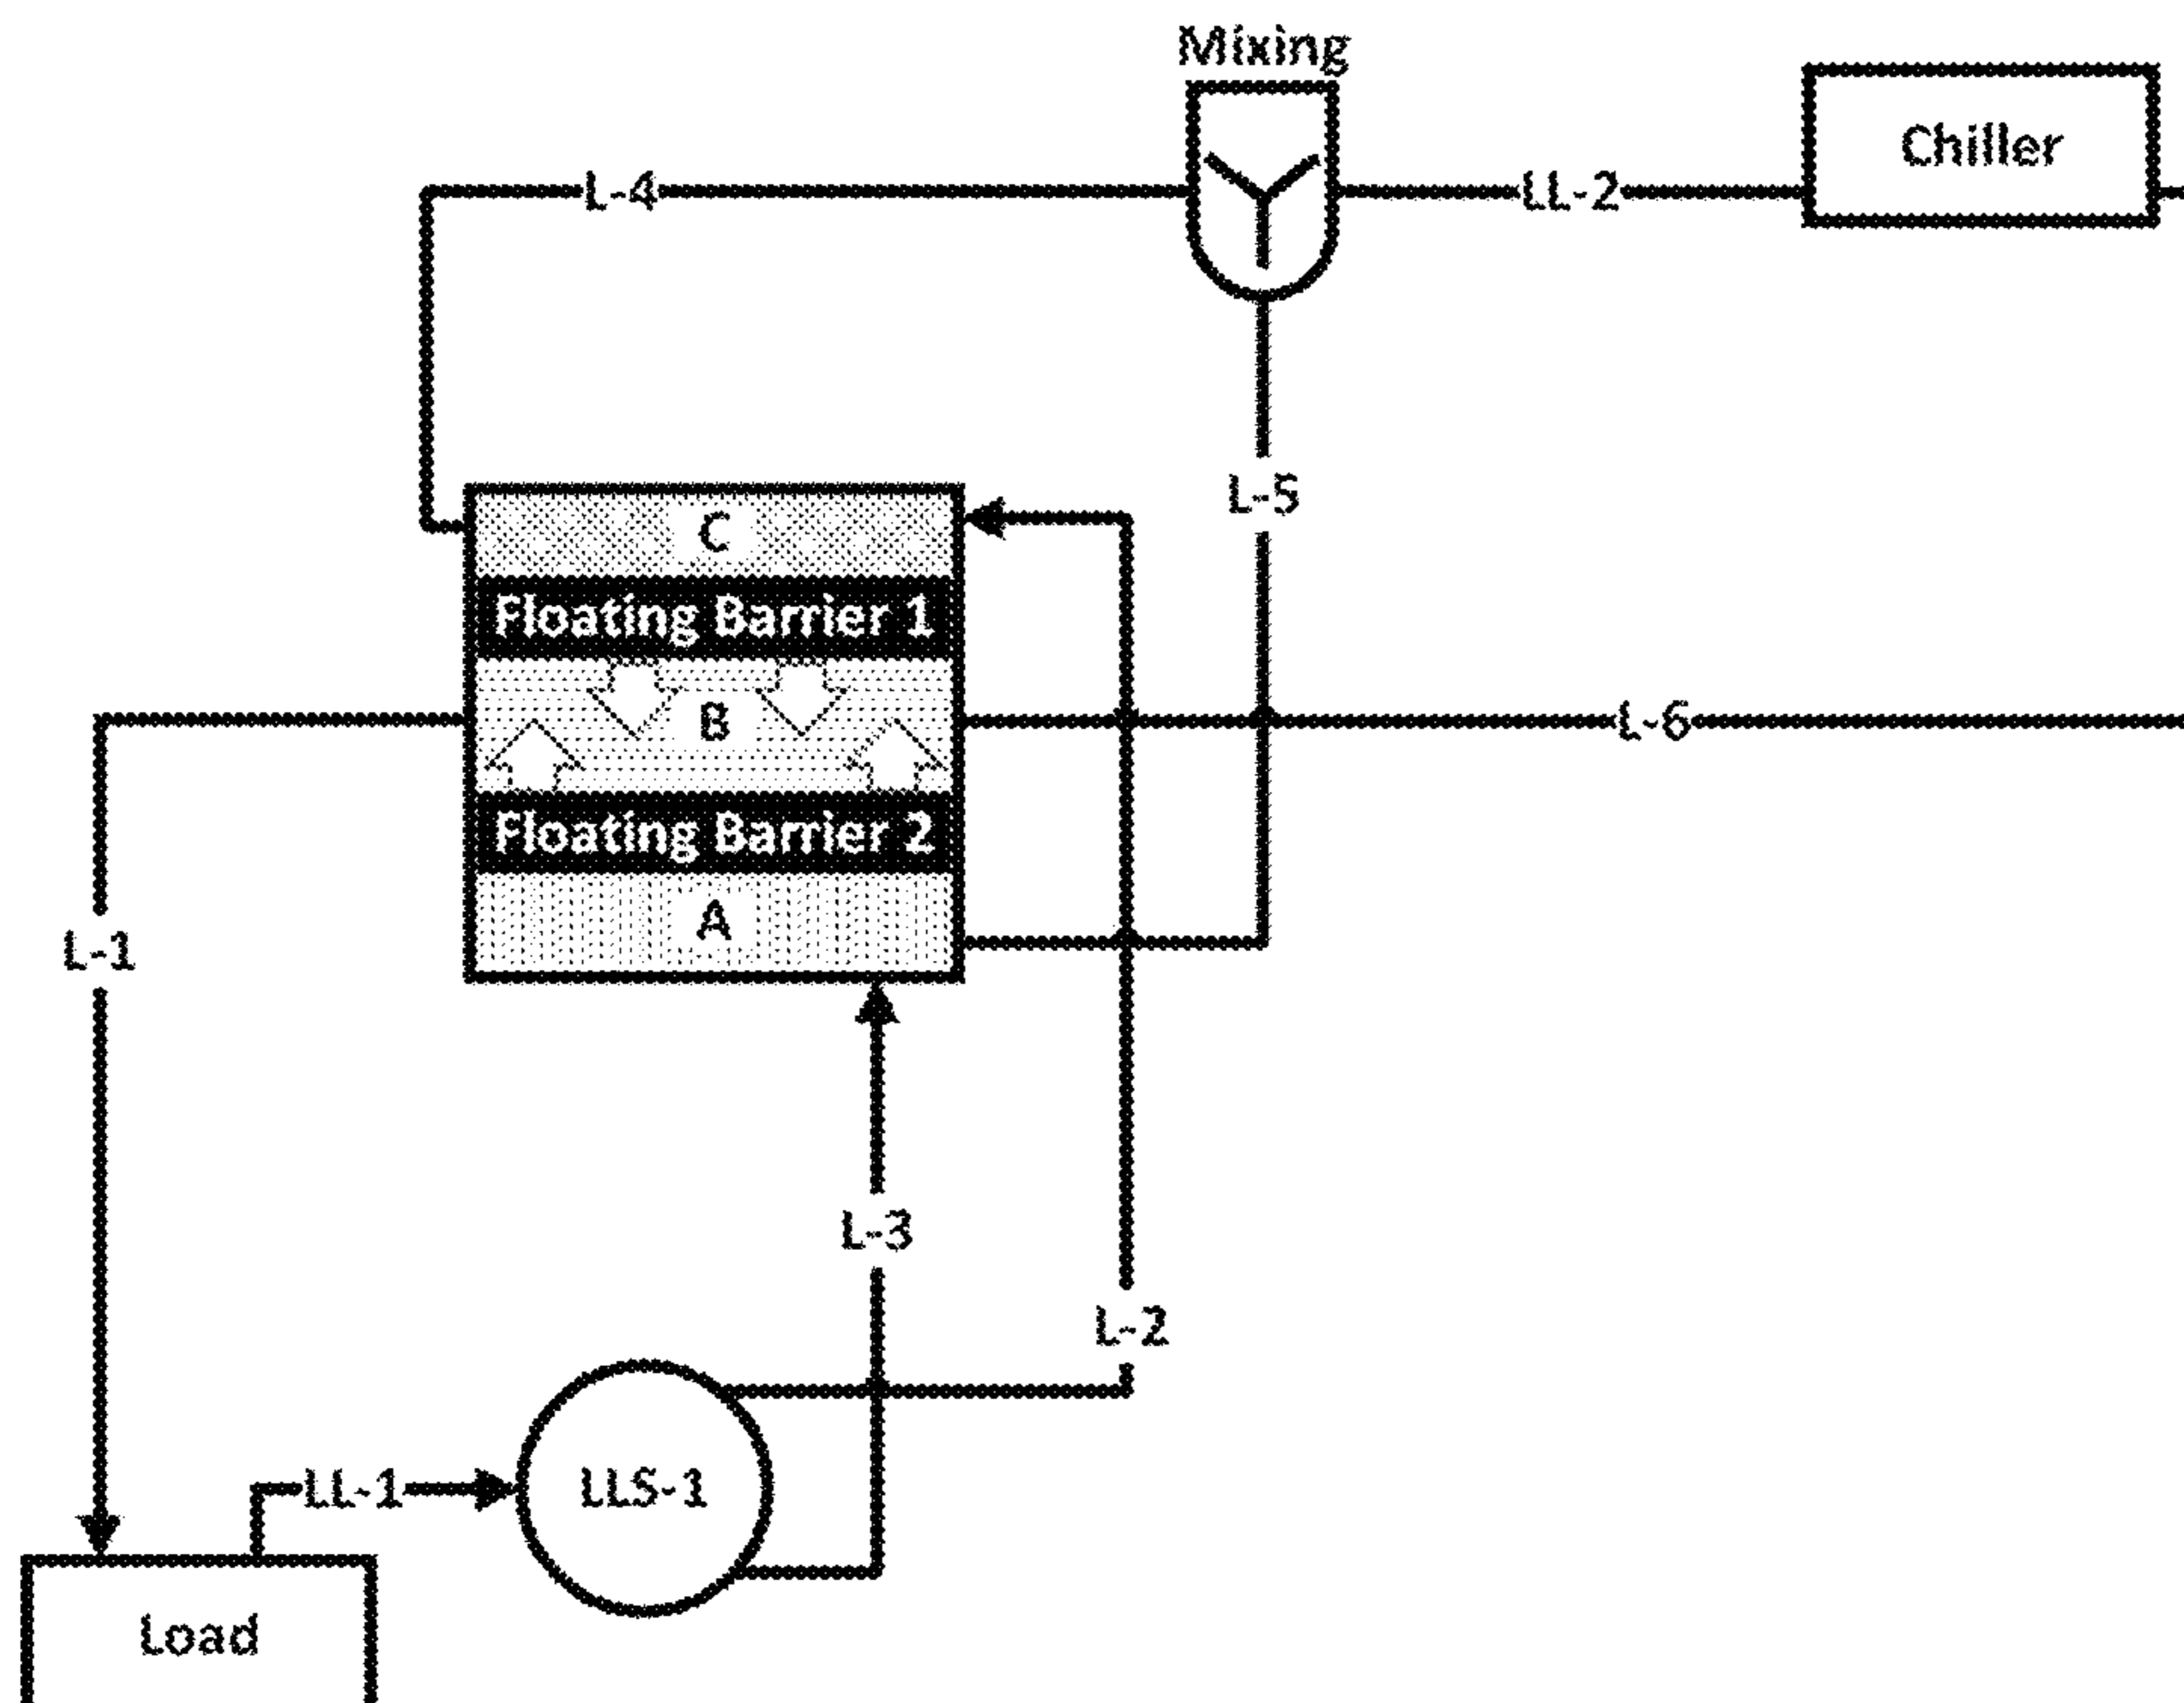 Mixing
Chiller
L-4
LL-2
L-5
C
Floating Barrier 1
B
L-6
Floating Barrier 2
A
L-1
L-3
L-2
LL-1
LLS-1
Load